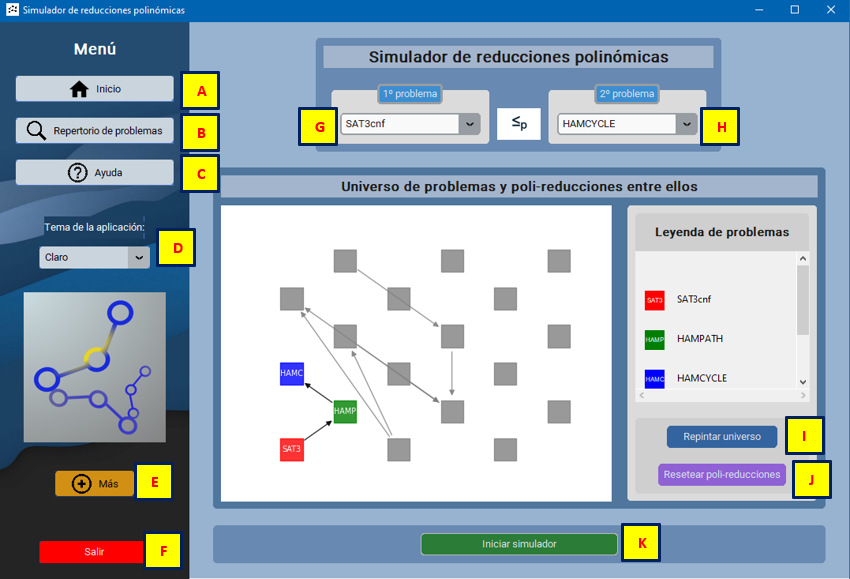 Simulador de reducciones polinómicas
Menú
Inicio
A
Repertorio de problemas
B
Ayuda
C
Tema de la aplicación:
D
Claro
Más
E
Salir
F
Simulador de reducciones polinómicas
1º problema
2º problema
G
SAT3cnf
≤p
HAMCYCLE
H
Universo de problemas y poli-reducciones entre ellos
HAMC
HAMP
SAT3
Leyenda de problemas
SAT3
SAT3cnf
HAMP
HAMPATH
HAMC
HAMCYCLE
Repintar universo
I
Resetear poli-reducciones
J
Iniciar simulador
K